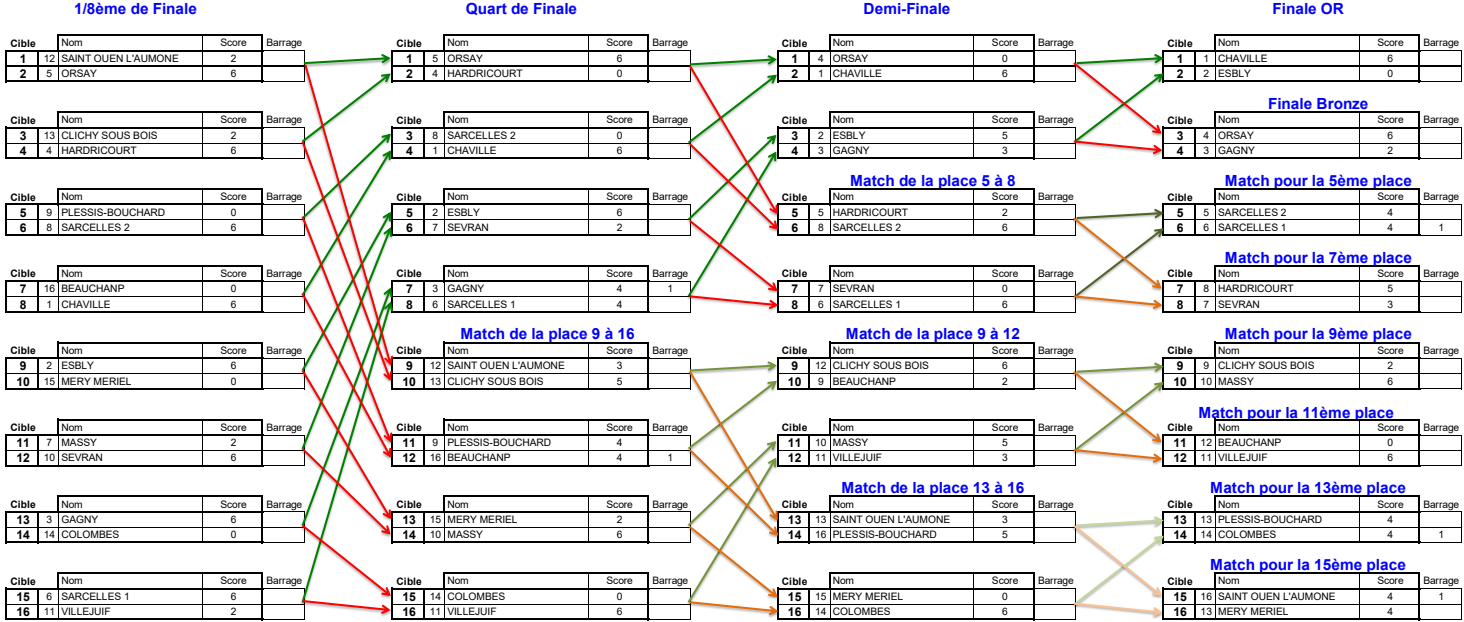 1/8ème de Finale Quart de Finale Demi-Finale Finale OR
Cible Nom Score Barrage Cible Nom Score Barrage Cible Nom Score Barrage Cible Nom Score Barrage
1 12 SAINT OUEN L'AUMONE 2 1 5 ORSAY 6 1 4 ORSAY 0 1 1 CHAVILLE 6
2 5 ORSAY 6 2 4 HARDRICOURT 0 2 1 CHAVILLE 6 2 2 ESBLY 0
Finale Bronze
Cible Nom Score Barrage Cible Nom Score Barrage Cible Nom Score Barrage Cible Nom Score Barrage
3 13 CLICHY SOUS BOIS 2 3 8 SARCELLES 2 0 3 2 ESBLY 5 3 4 ORSAY 6
4 4 HARDRICOURT 6 4 1 CHAVILLE 6 4 3 GAGNY 3 4 3 GAGNY 2
Match de la place 5 à 8 Match pour la 5ème place
Cible Nom Score Barrage Cible Nom Score Barrage Cible Nom Score Barrage Cible Nom Score Barrage
5 9 PLESSIS-BOUCHARD 0 5 2 ESBLY 6 5 5 HARDRICOURT 2 5 5 SARCELLES 2 4
6 8 SARCELLES 2 6 6 7 SEVRAN 2 6 8 SARCELLES 2 6 6 6 SARCELLES 1 4 1
Match pour la 7ème place
Cible Nom Score Barrage Cible Nom Score Barrage Cible Nom Score Barrage Cible Nom Score Barrage
7 16 BEAUCHANP 0 7 3 GAGNY 4 1 7 7 SEVRAN 0 7 8 HARDRICOURT 5
8 1 CHAVILLE 6 8 6 SARCELLES 1 4 8 6 SARCELLES 1 6 8 7 SEVRAN 3
Match de la place 9 à 16 Match de la place 9 à 12 Match pour la 9ème place
Cible Nom Score Barrage Cible Nom Score Barrage Cible Nom Score Barrage Cible Nom Score Barrage
9 2 ESBLY 6 9 12 SAINT OUEN L'AUMONE 3 9 12 CLICHY SOUS BOIS 6 9 9 CLICHY SOUS BOIS 2
10 15 MERY MERIEL 0 10 13 CLICHY SOUS BOIS 5 10 9 BEAUCHANP 2 10 10 MASSY 6
Match pour la 11ème place
Cible Nom Score Barrage Cible Nom Score Barrage Cible Nom Score Barrage Cible Nom Score Barrage
11 7 MASSY 2 11 9 PLESSIS-BOUCHARD 4 11 10 MASSY 5 11 12 BEAUCHANP 0
12 10 SEVRAN 6 12 16 BEAUCHANP 4 1 12 11 VILLEJUIF 3 12 11 VILLEJUIF 6
Match de la place 13 à 16 Match pour la 13ème place
Cible Nom Score Barrage Cible Nom Score Barrage Cible Nom Score Barrage Cible Nom Score Barrage
13 3 GAGNY 6 13 15 MERY MERIEL 2 13 13 SAINT OUEN L'AUMONE 3 13 13 PLESSIS-BOUCHARD 4
14 14 COLOMBES 0 14 10 MASSY 6 14 16 PLESSIS-BOUCHARD 5 14 14 COLOMBES 4 1
Match pour la 15ème place
Cible Nom Score Barrage Cible Nom Score Barrage Cible Nom Score Barrage Cible Nom Score Barrage
15 6 SARCELLES 1 6 15 14 COLOMBES 0 15 15 MERY MERIEL 0 15 16 SAINT OUEN L'AUMONE 4 1
16 11 VILLEJUIF 2 16 11 VILLEJUIF 6 16 14 COLOMBES 6 16 13 MERY MERIEL 4